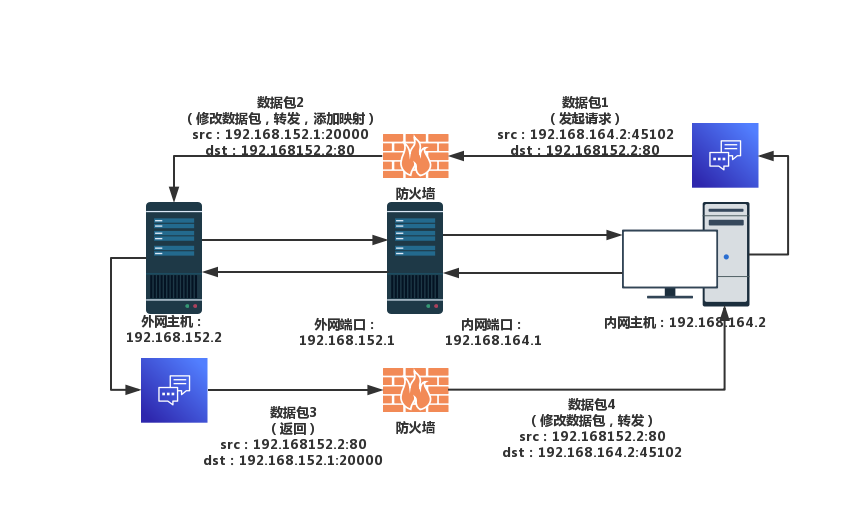 数据包2
（修改数据包，转发，添加映射）
src：192.168.152.1:20000
dst：192.168152.2:80
数据包1
（发起请求）
src：192.168.164.2:45102
dst：192.168152.2:80
防火墙
外网主机：
192.168.152.2
外网端口：
192.168.152.1
内网端口：
192.168.164.1
内网主机：192.168.164.2
数据包3
（返回）
src：192.168152.2:80
dst：192.168.152.1:20000
防火墙
数据包4
（修改数据包，转发）
src：192.168152.2:80
dst：192.168.164.2:45102